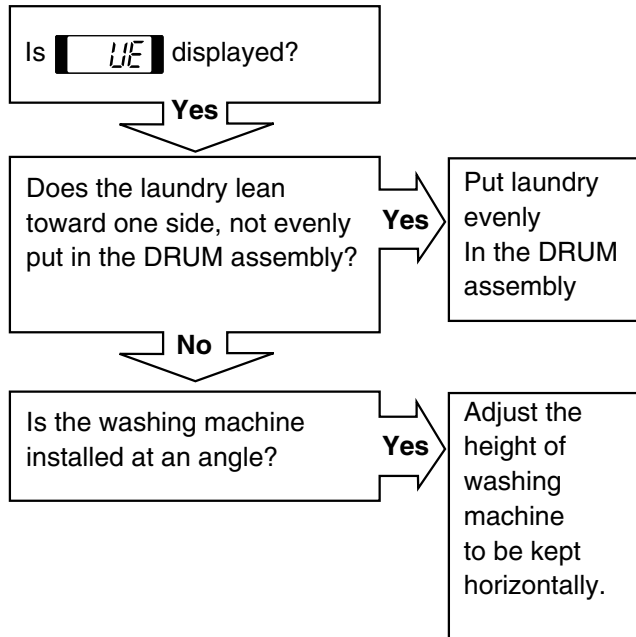 Is UE displayed?
Yes
Does the laundry lean
toward one side, not evenly
put in the DRUM assembly?
Yes
Put laundry
evenly
In the DRUM
assembly
No
Is the washing machine
installed at an angle?
Yes
Adjust the
height of
washing
machine
to be kept
horizontally.